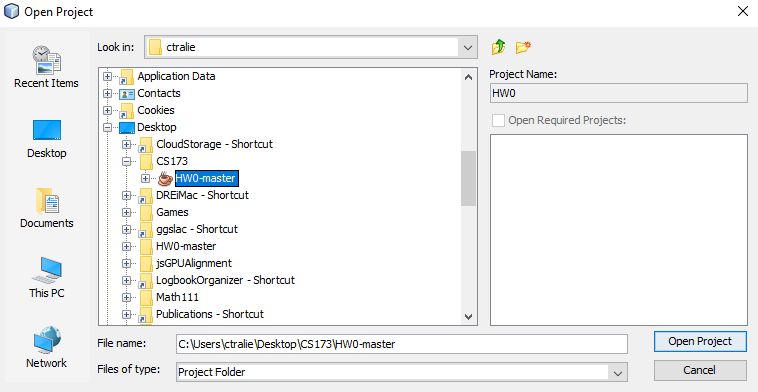 Open Project
Look in: ctralie
Recent Items
Desktop
Documents
This PC
Network
Application Data
Contacts
Cookies
Desktop
CloudStorage - Shortcut
CS173
HW0-master
DREiMac - Shortcut
Games
ggslac - Shortcut
HW0-master
jsGPUAlignment
LogbookOrganizer - Shortcut
Math111
Publications - Shortcut
Project Name:
HW0
Open Required Projects:
File name: C:\Users\ctralie\Desktop\CS173\HW0-master
Open Project
Files of type: Project Folder
Cancel